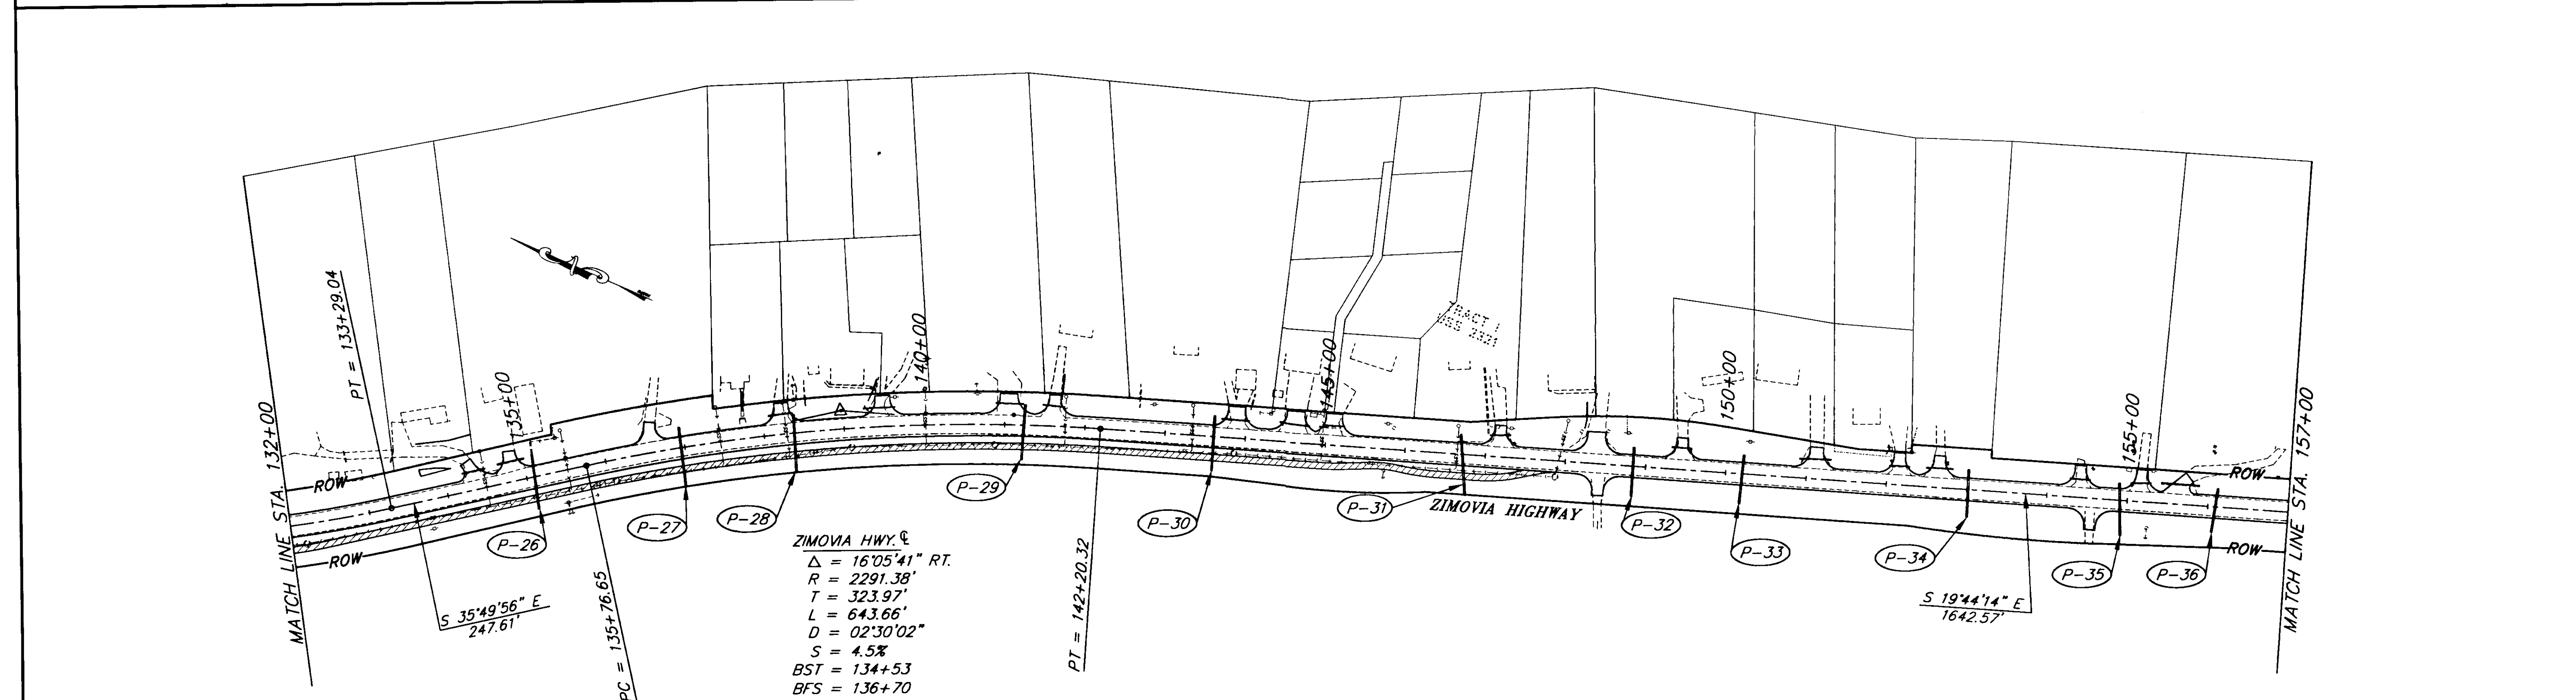 MATCH LINE STA. 132+00
PT = 133+29.04
135+00
140+00
145+00
150+00
155+00
MATCH LINE STA. 157+00
N
TRACT
USS 2921
ROW
ROW
ROW
ROW
P-26
P-27
P-28
P-29
P-30
P-31
P-32
P-33
P-34
P-35
P-36
ZIMOVIA HIGHWAY
S 35°49'56" E
247.61'
PC = 135+76.65
PT = 142+20.32
S 19°44'14" E
1642.57'
ZIMOVIA HWY. ℄
Δ = 16°05'41" RT.
R = 2291.38'
T = 323.97'
L = 643.66'
D = 02°30'02"
S = 4.5%
BST = 134+53
BFS = 136+70